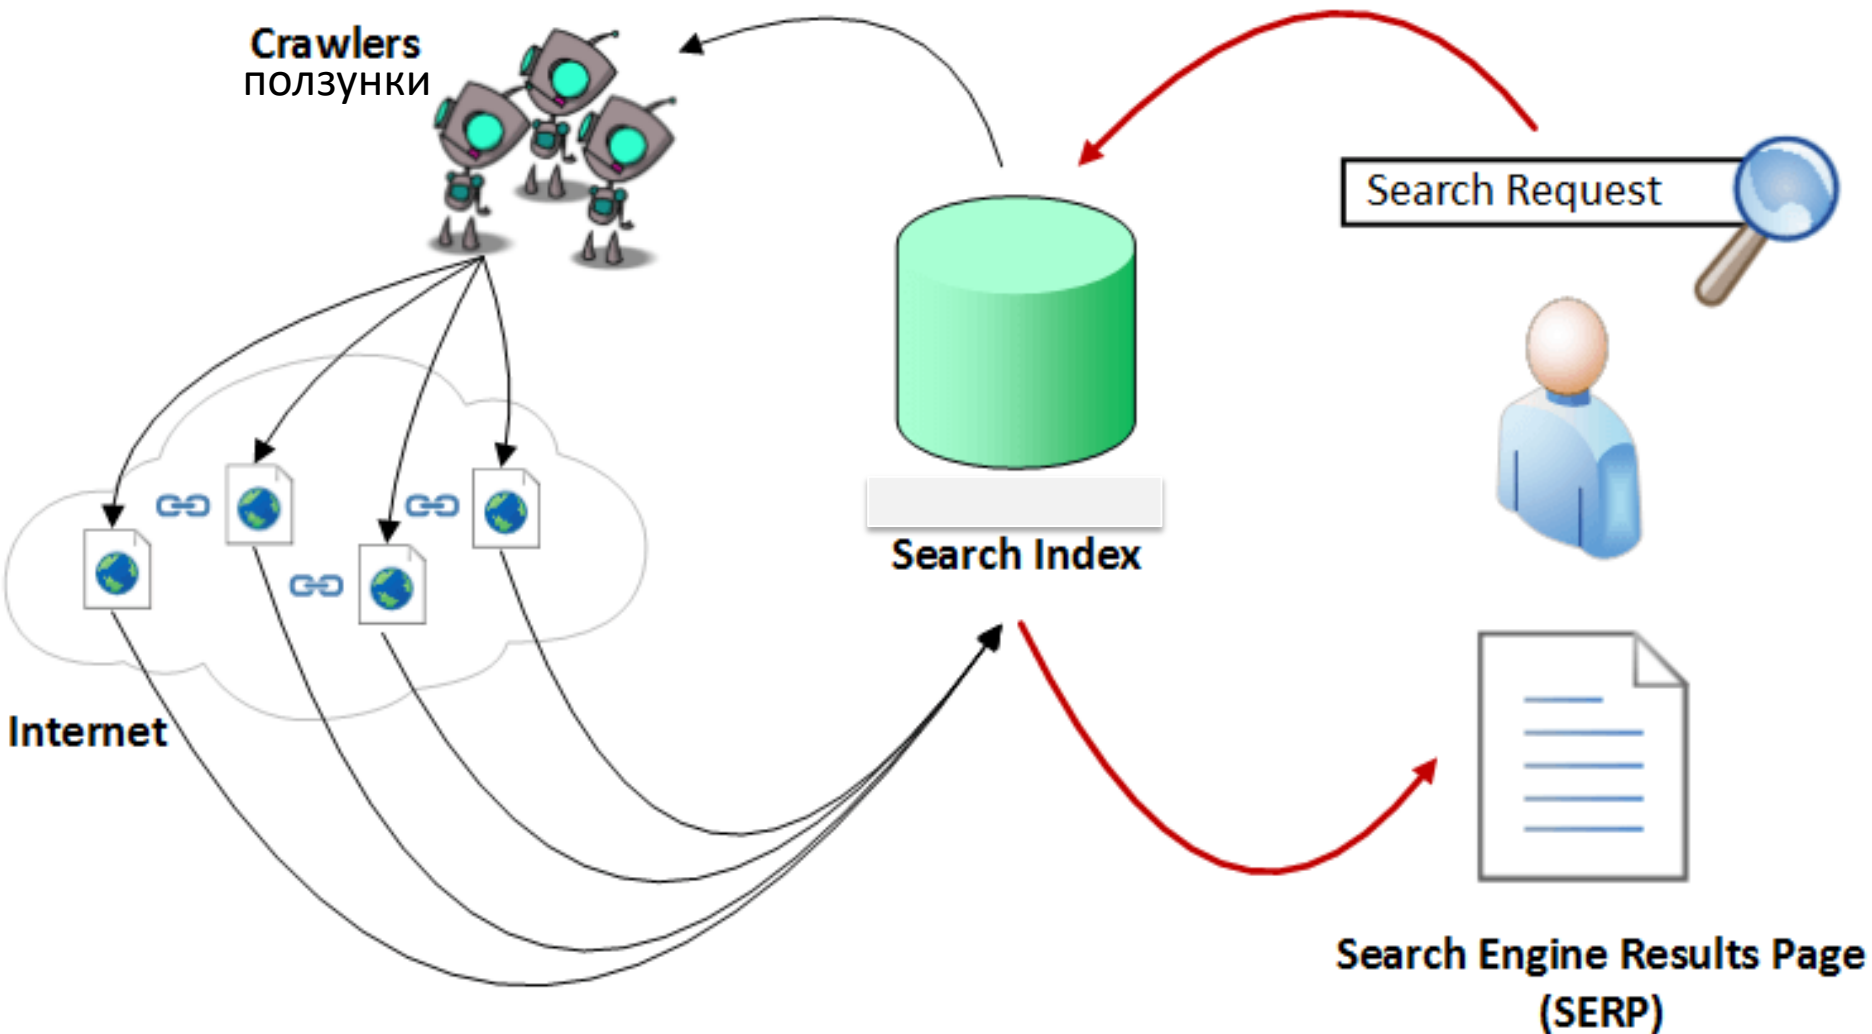 Crawlers
ползунки
Search Request
Search Index
Internet
Search Engine Results Page
(SERP)